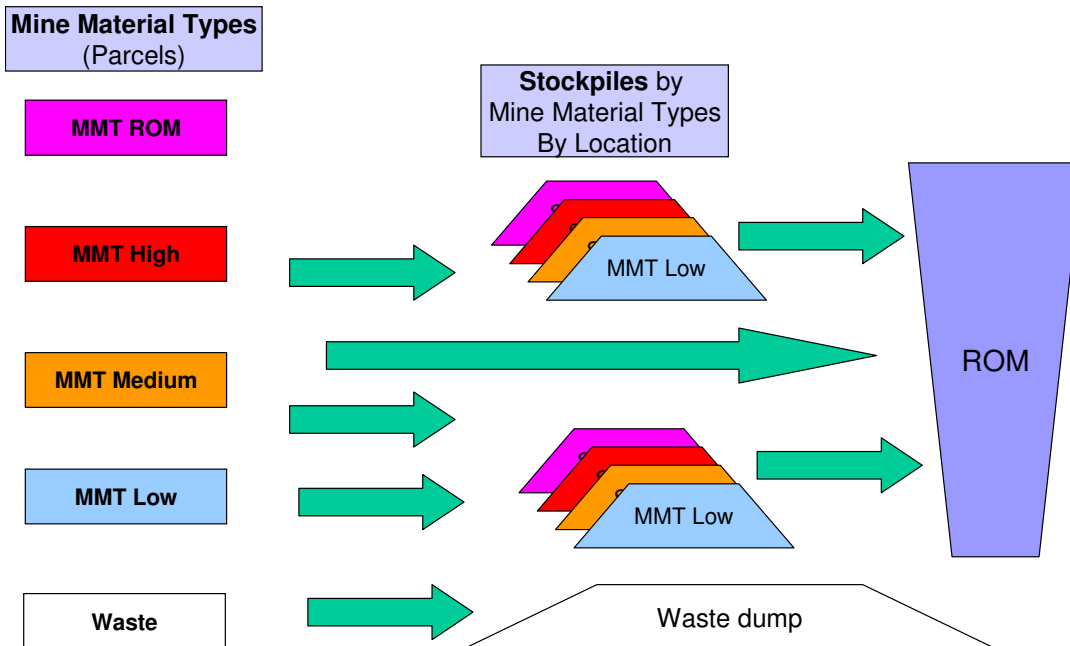 Mine Material Types
(Parcels)
Stockpiles by
Mine Material Types
By Location
MMT ROM
MMT High
MMT Low
MMT Medium
ROM
MMT Low
MMT Low
Waste
Waste dump